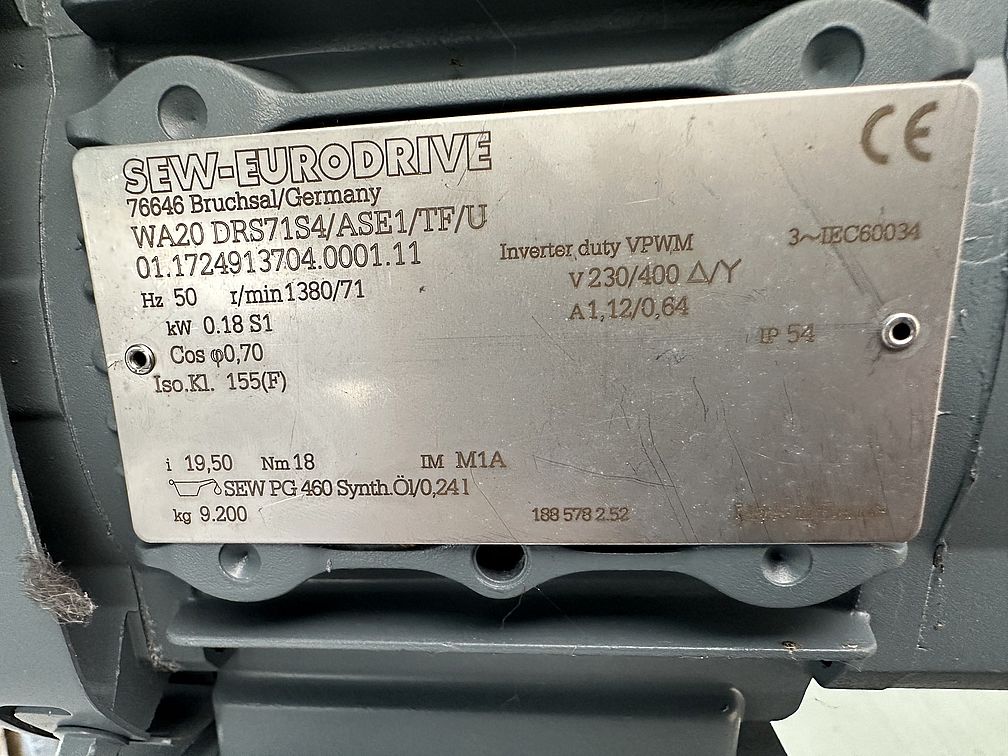 CE
SEW-EURODRIVE
76646 Bruchsal/Germany
WA20 DRS71S4/ASE1/TF/U
01.1724913704.0001.11
Inverter duty VPWM
3~IEC60034
Hz 50 r/min 1380/71
V 230/400 Δ/Y
kW 0.18 S1
A 1,12/0,64
Cos φ 0,70
IP 54
Iso.Kl. 155(F)
i 19,50 Nm 18 IM M1A
SEW PG 460 Synth.Öl/0,24 l
kg 9.200
188 578 2.52